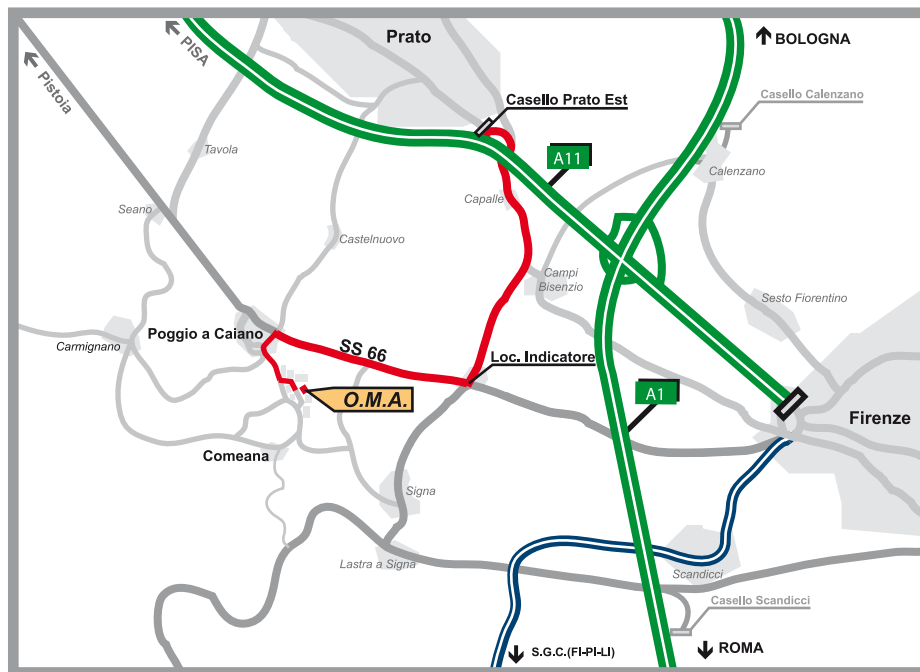 BOLOGNA
PISA
Prato
Pistoia
Casello Prato Est
Casello Calenzano
A11
Tavola
Calenzano
Capalle
Seano
Castelnuovo
Campi
Bisenzio
Sesto Fiorentino
Poggio a Caiano
SS 66
Carmignano
Loc. Indicatore
O.M.A.
A1
Firenze
Comeana
Signa
Lastra a Signa
Scandicci
Casello Scandicci
S.G.C.(FI-PI-LI)
ROMA